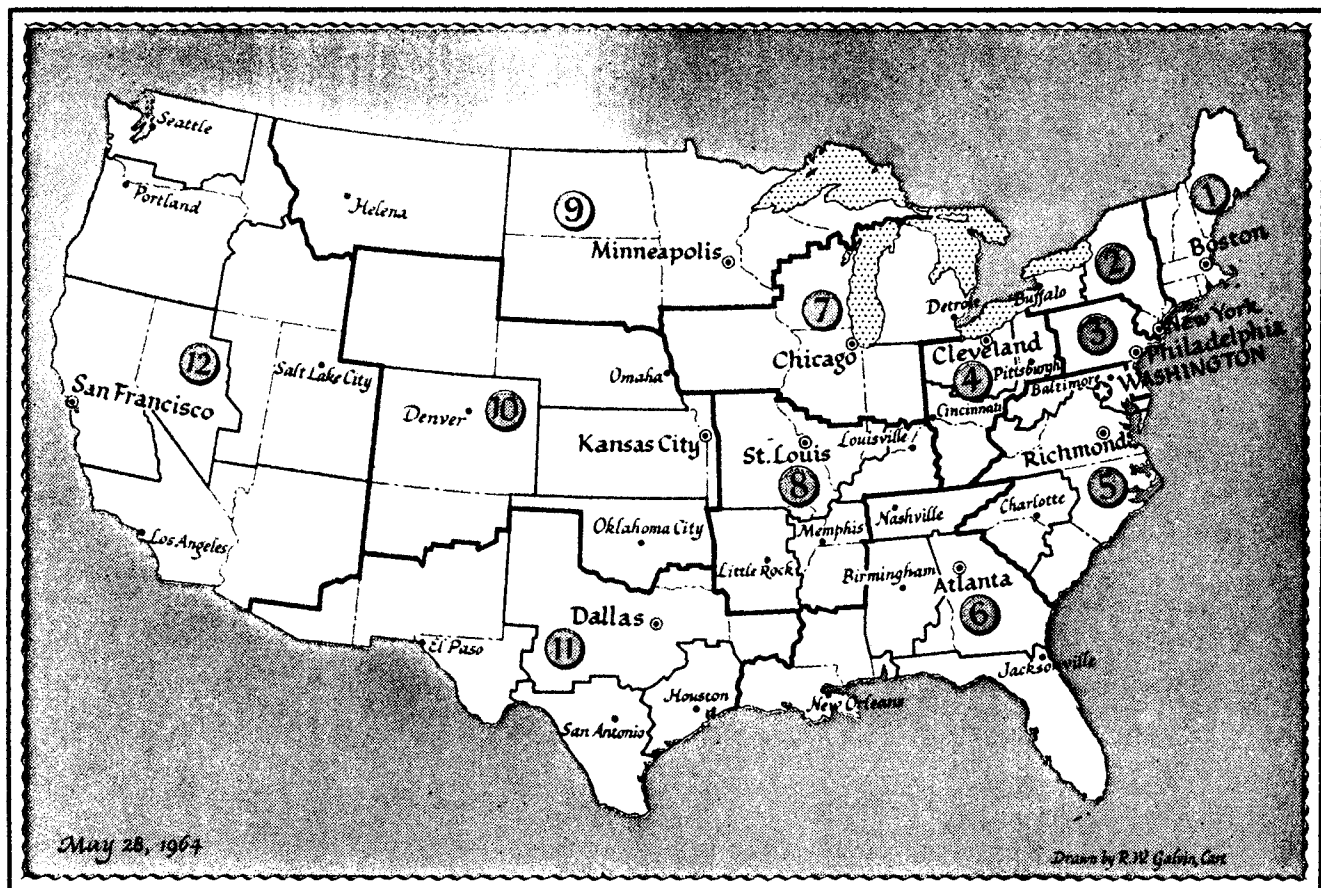 Seattle
Portland
Helena
9
Minneapolis
1
Boston
2
Buffalo
Detroit
7
Chicago
New York
3
Philadelphia
Cleveland
Pittsburgh
4
Baltimore
WASHINGTON
Cincinnati
12
Salt Lake City
San Francisco
Omaha
Denver
10
Kansas City
St. Louis
Louisville
Richmond
8
5
Los Angeles
Oklahoma City
Memphis
Nashville
Charlotte
Little Rock
Birmingham
Atlanta
6
Dallas
11
El Paso
Houston
San Antonio
New Orleans
Jacksonville
May 28, 1964
Drawn by R.W. Galvin, Cart.